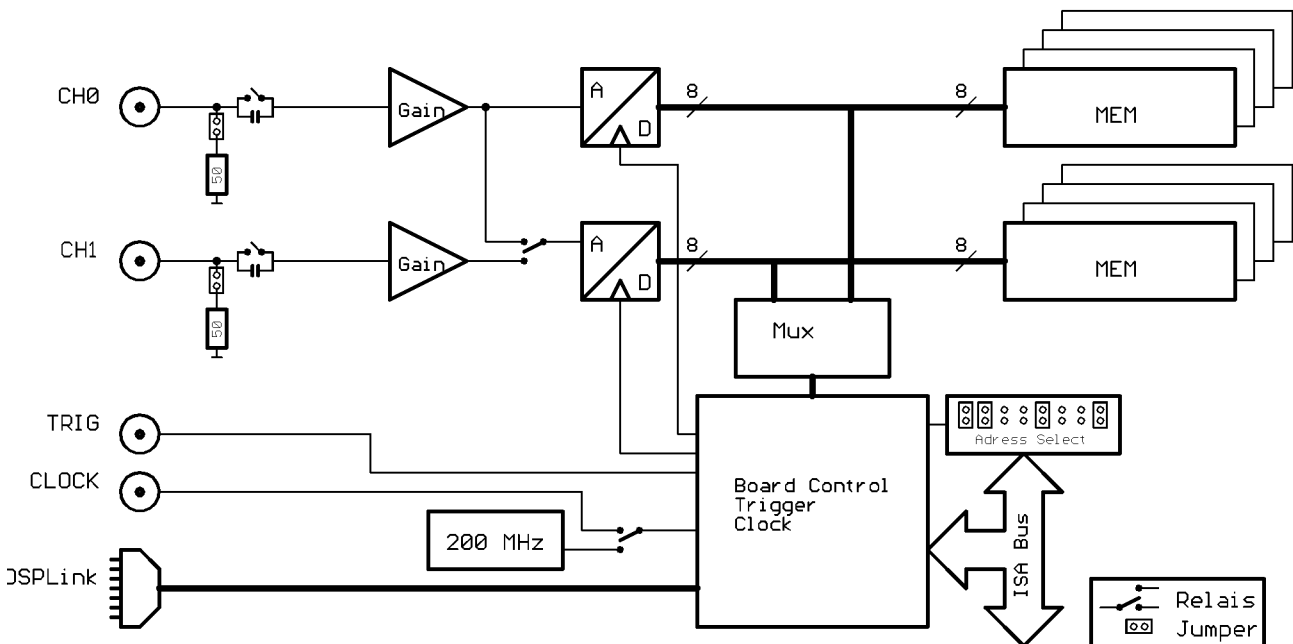 CH0
50
Gain
A
D
8
8
MEM
CH1
50
Gain
A
D
8
8
MEM
Mux
TRIG
CLOCK
200 MHz
DSPLink
Board Control
Trigger
Clock
Adress Select
ISA Bus
Relais
Jumper